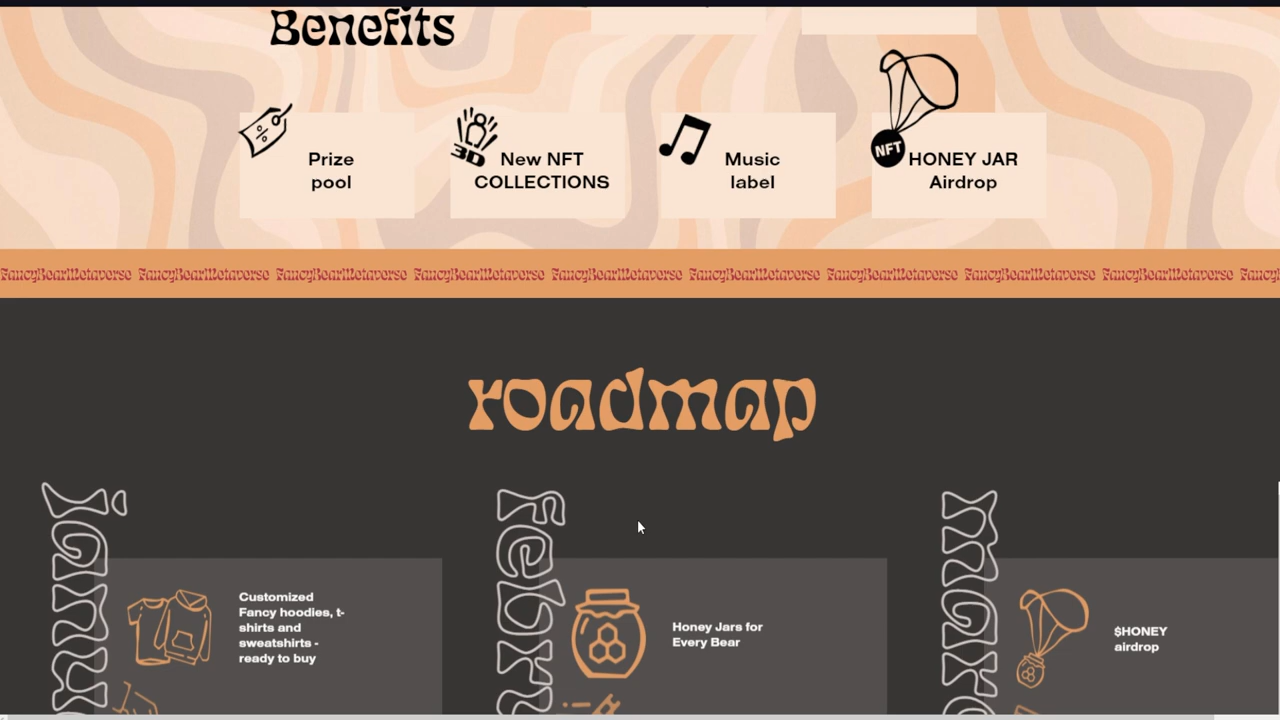 Benefits
Prize
pool
3D
New NFT
COLLECTIONS
Music
label
NFT
HONEY JAR
Airdrop
FancyBearMetaverse FancyBearMetaverse FancyBearMetaverse FancyBearMetaverse FancyBearMetaverse FancyBearMetaverse FancyBearMetaverse FancyBearMetaverse FancyBearMetaverse Fancy
roadmap
Customized
Fancy hoodies, t-
shirts and
sweatshirts -
ready to buy
Honey Jars for
Every Bear
$HONEY
airdrop